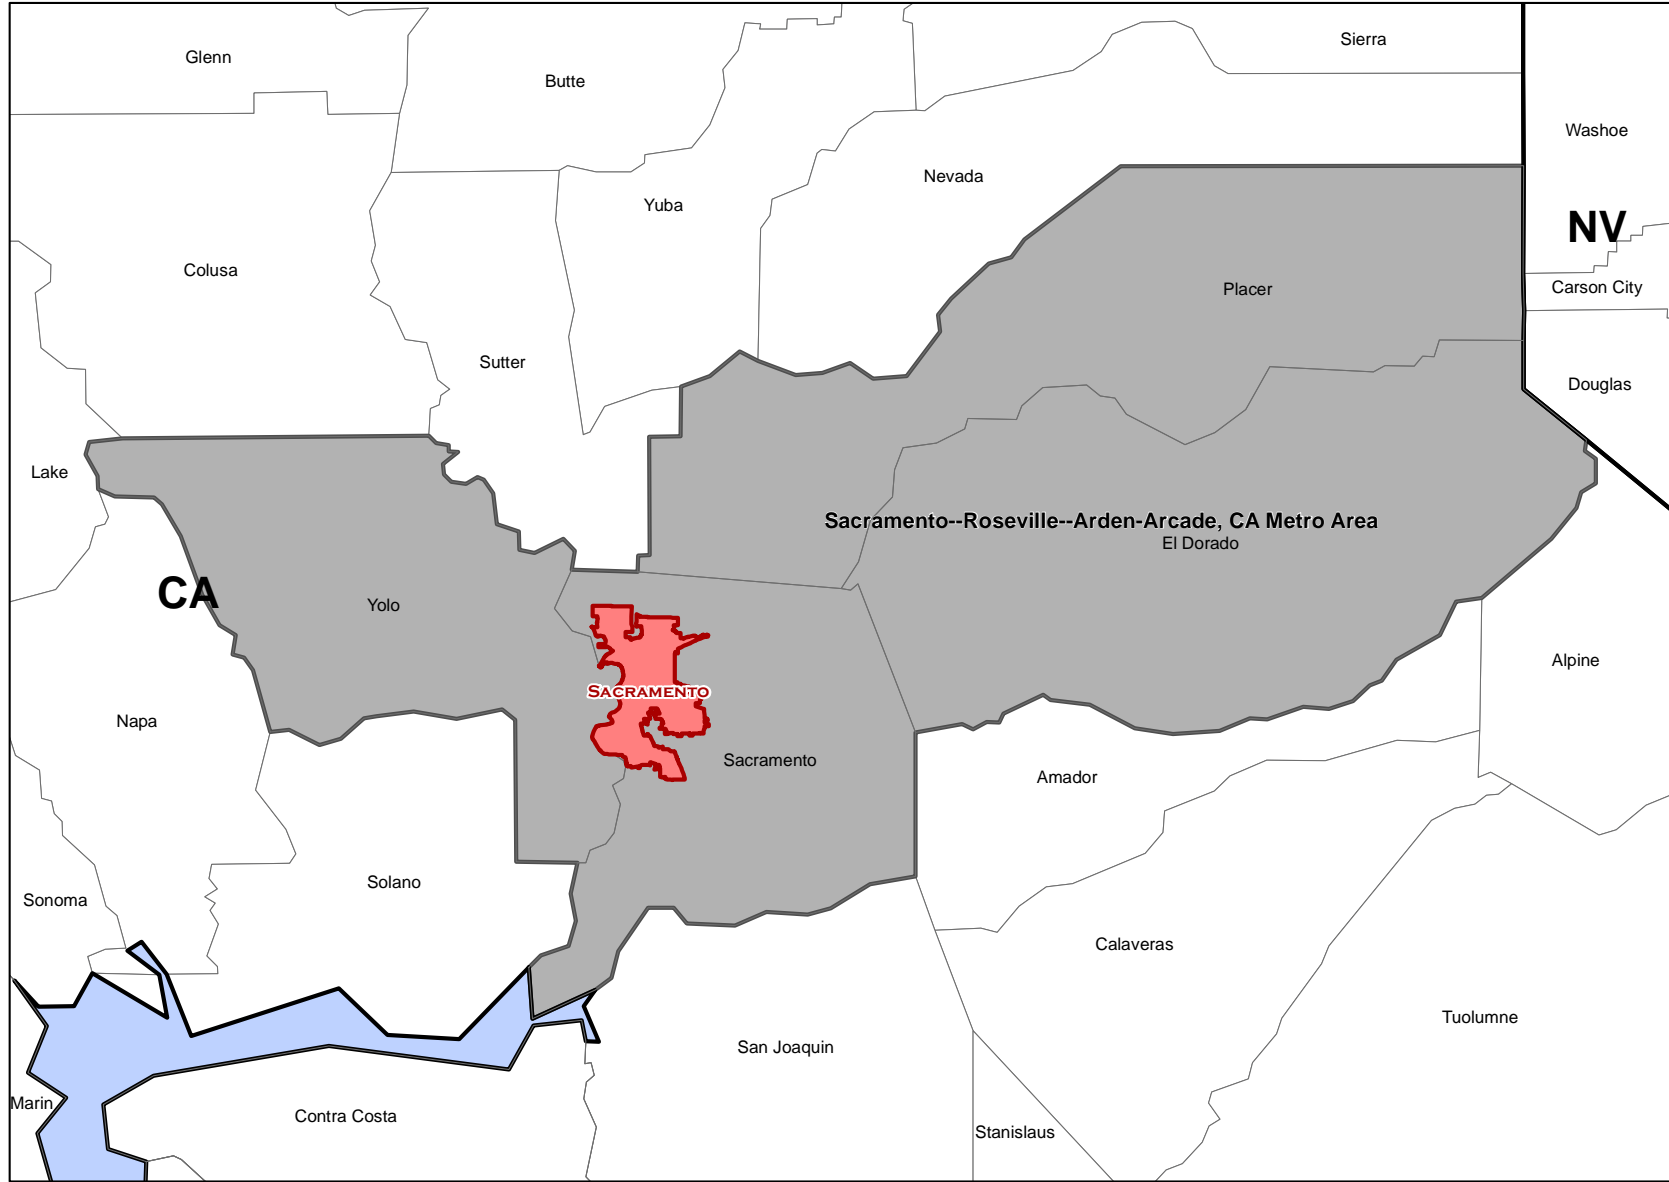 Glenn
Butte
Sierra
Washoe
Nevada
Yuba
NV
Colusa
Placer
Carson City
Sutter
Douglas
Lake
Sacramento--Roseville--Arden-Arcade, CA Metro Area
El Dorado
CA
Yolo
Alpine
SACRAMENTO
Napa
Sacramento
Amador
Solano
Sonoma
Calaveras
Tuolumne
San Joaquin
Marin
Contra Costa
Stanislaus